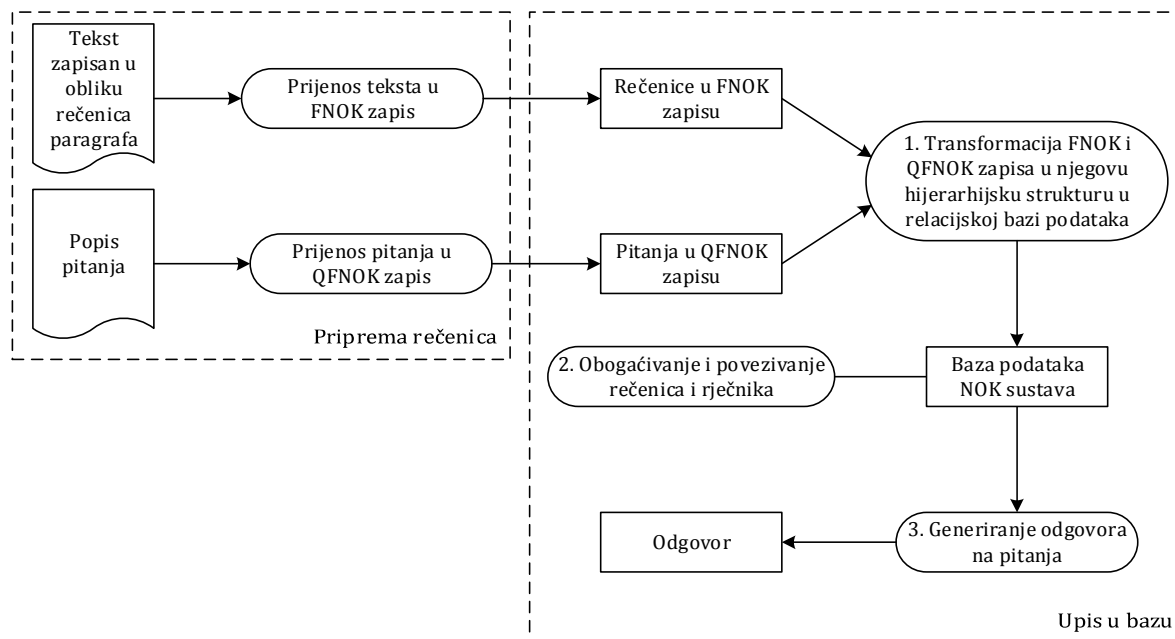 Tekst
zapisan u
obliku
rečenica
paragrafa
Prijenos teksta u
FNOK zapis
Rečenice u FNOK
zapisu
1. Transformacija FNOK i
QFNOK zapisa u njegovu
hijerarhijsku strukturu u
relacijskoj bazi podataka
Popis
pitanja
Prijenos pitanja u
QFNOK zapis
Pitanja u QFNOK
zapisu
Priprema rečenica
2. Obogaćivanje i povezivanje
rečenica i rječnika
Baza podataka
NOK sustava
Odgovor
3. Generiranje odgovora
na pitanja
Upis u bazu